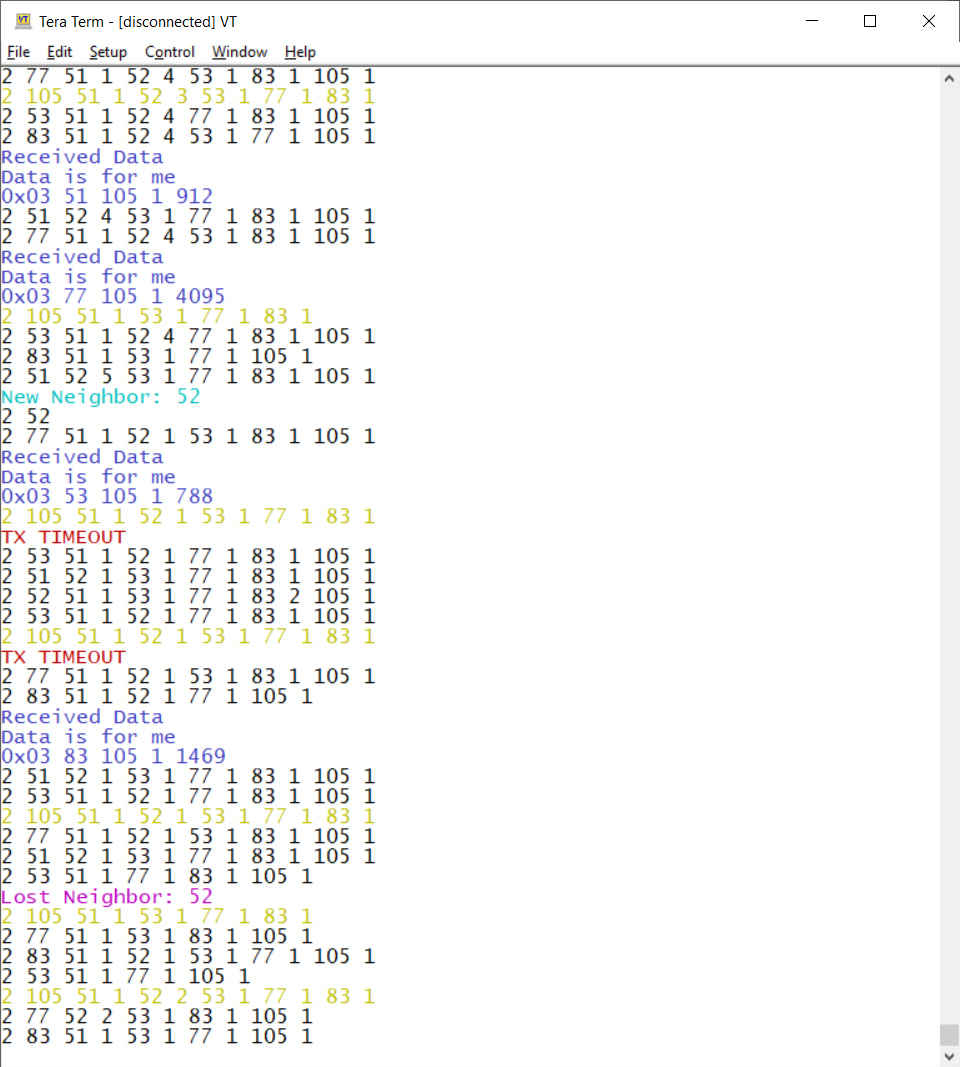 VT
Tera Term - [disconnected] VT
File Edit Setup Control Window Help
2 77 51 1 52 4 53 1 83 1 105 1
2 105 51 1 52 3 53 1 77 1 83 1
2 53 51 1 52 4 77 1 83 1 105 1
2 83 51 1 52 4 53 1 77 1 105 1
Received Data
Data is for me
0x03 51 105 1 912
2 51 52 4 53 1 77 1 83 1 105 1
2 77 51 1 52 4 53 1 83 1 105 1
Received Data
Data is for me
0x03 77 105 1 4095
2 105 51 1 53 1 77 1 83 1
2 53 51 1 52 4 77 1 83 1 105 1
2 83 51 1 53 1 77 1 105 1
2 51 52 5 53 1 77 1 83 1 105 1
New Neighbor: 52
2 52
2 77 51 1 52 1 53 1 83 1 105 1
Received Data
Data is for me
0x03 53 105 1 788
2 105 51 1 52 1 53 1 77 1 83 1
TX TIMEOUT
2 53 51 1 52 1 77 1 83 1 105 1
2 51 52 1 53 1 77 1 83 1 105 1
2 52 51 1 53 1 77 1 83 2 105 1
2 53 51 1 52 1 77 1 83 1 105 1
2 105 51 1 52 1 53 1 77 1 83 1
TX TIMEOUT
2 77 51 1 52 1 53 1 83 1 105 1
2 83 51 1 52 1 77 1 105 1
Received Data
Data is for me
0x03 83 105 1 1469
2 51 52 1 53 1 77 1 83 1 105 1
2 53 51 1 52 1 77 1 83 1 105 1
2 105 51 1 52 1 53 1 77 1 83 1
2 77 51 1 52 1 53 1 83 1 105 1
2 51 52 1 53 1 77 1 83 1 105 1
2 53 51 1 77 1 83 1 105 1
Lost Neighbor: 52
2 105 51 1 53 1 77 1 83 1
2 77 51 1 53 1 83 1 105 1
2 83 51 1 52 1 53 1 77 1 105 1
2 53 51 1 77 1 105 1
2 105 51 1 52 2 53 1 77 1 83 1
2 77 52 2 53 1 83 1 105 1
2 83 51 1 53 1 77 1 105 1